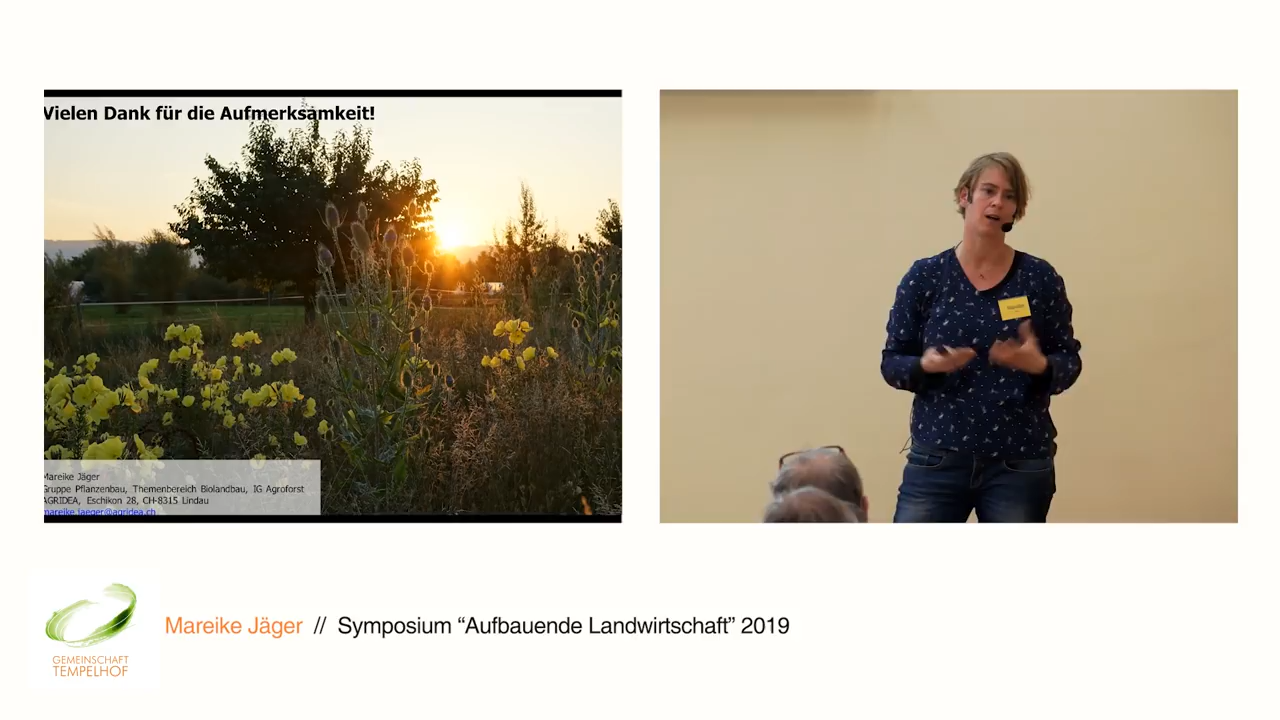 Vielen Dank für die Aufmerksamkeit!
Mareike Jäger
Gruppe Pflanzenbau, Themenbereich Biolandbau, IG Agroforst
AGRIDEA, Eschikon 28, CH-8315 Lindau
mareike.jaeger@agridea.ch
GEMEINSCHAFT
TEMPELHOF
Mareike Jäger // Symposium “Aufbauende Landwirtschaft” 2019